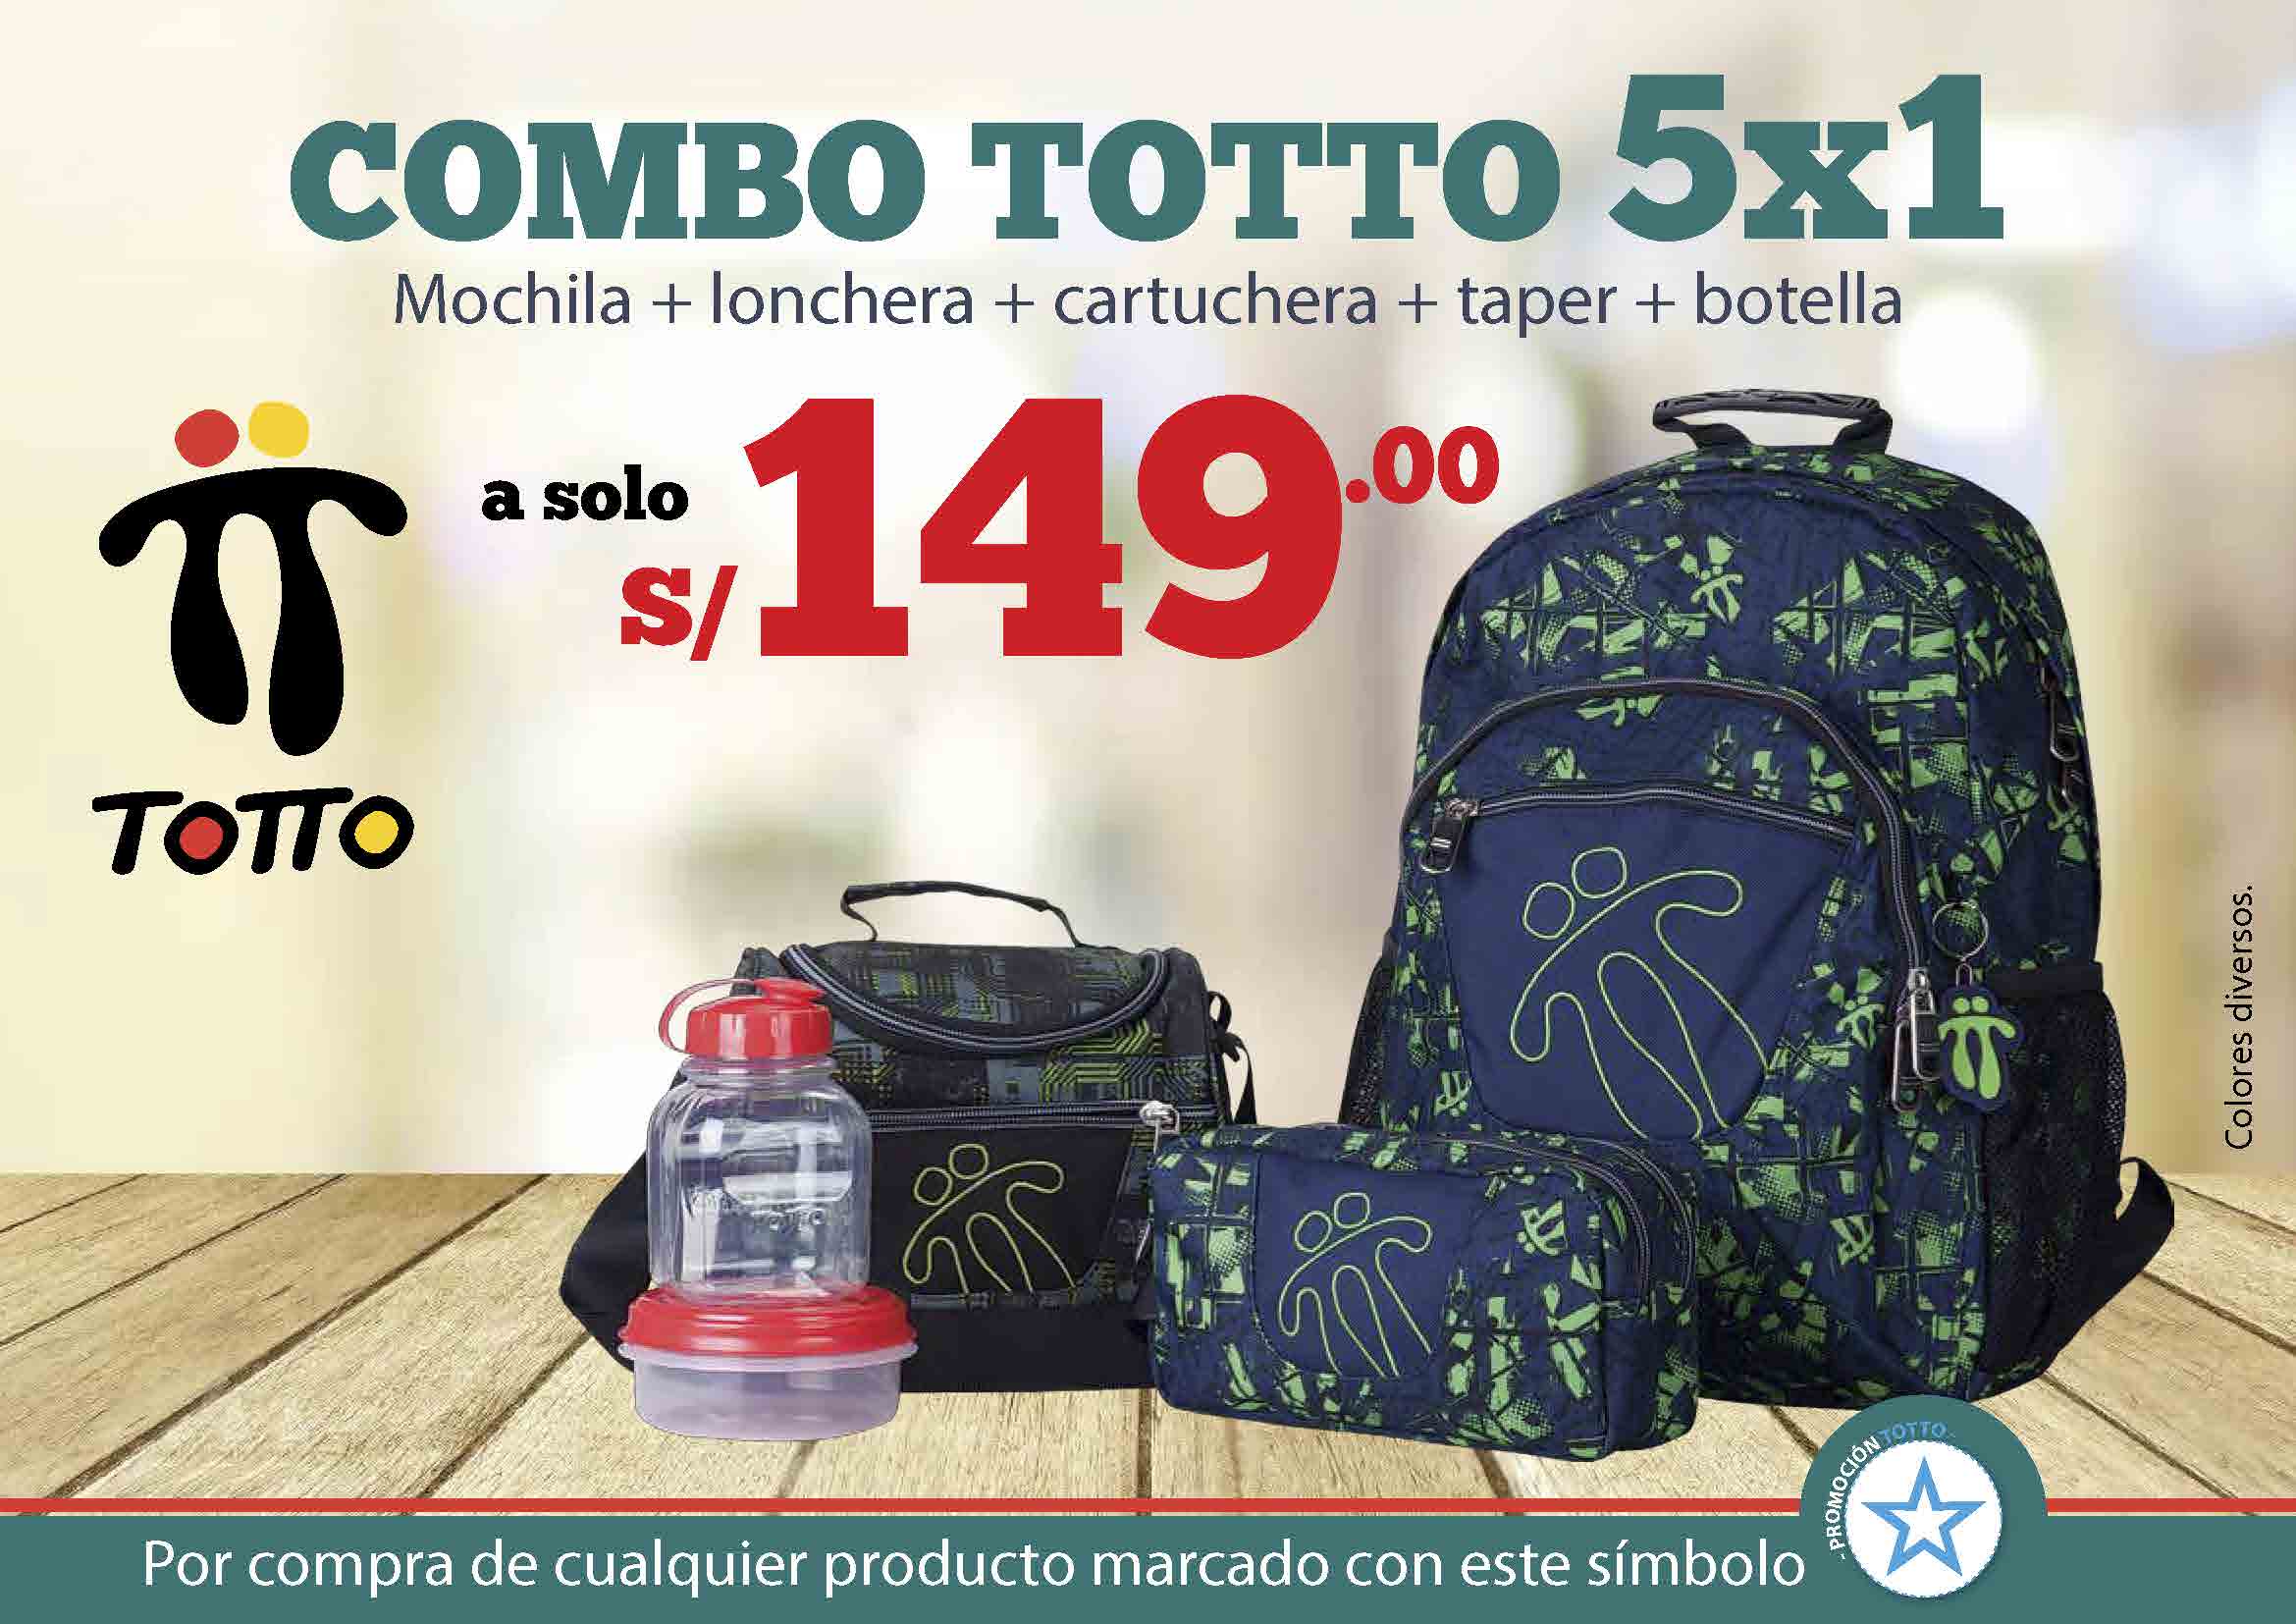 COMBO TOTTO 5x1
Mochila + lonchera + cartuchera + taper + botella
a solo
S/149.00
TOTTO
Colores diversos.
- PROMOCIÓN TOTTO -
Por compra de cualquier producto marcado con este símbolo